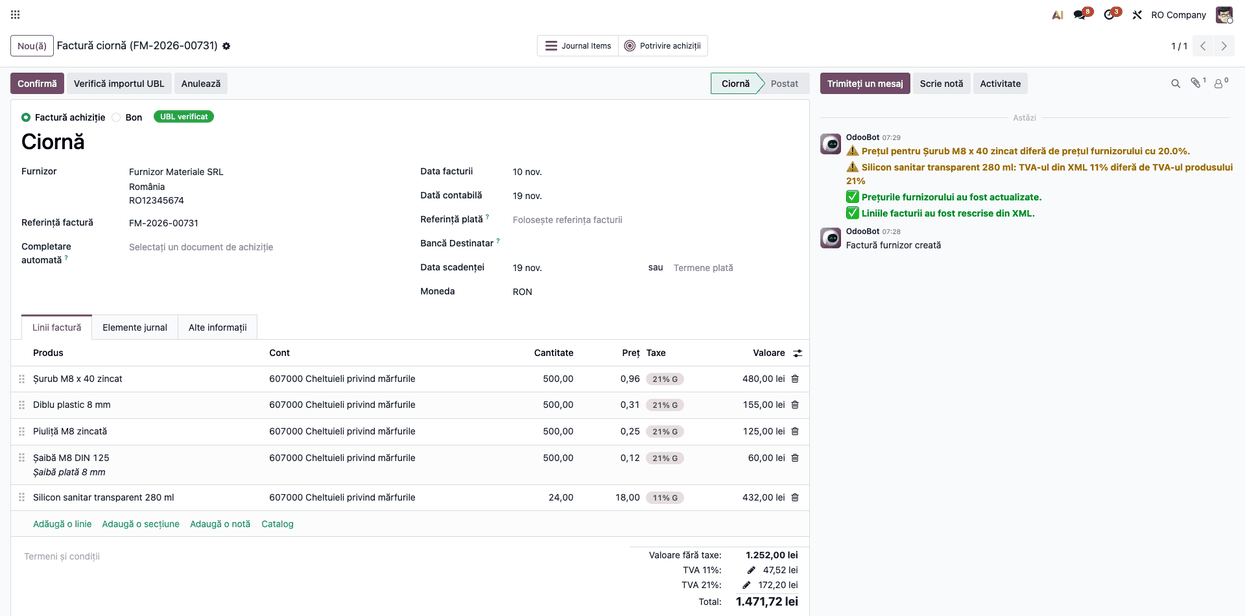 AI
8
3
RO Company
Nou(ă)
Factură ciornă (FM-2026-00731)
Journal Items
Potrivire achiziții
1 / 1
Confirmă
Verifică importul UBL
Anulează
Ciornă
Postat
Trimiteți un mesaj
Scrie notă
Activitate
1
0
Factură achiziție
Bon
UBL verificat
Ciornă
Furnizor
Furnizor Materiale SRL
România
RO12345674
Referință factură
FM-2026-00731
Completare
automată ?
Selectați un document de achiziție
Data facturii
10 nov.
Dată contabilă
19 nov.
Referință plată ?
Folosește referința facturii
Bancă Destinatar ?
Data scadenței
19 nov.
sau
Termene plată
Moneda
RON
Astăzi
OdooBot 07:29
Prețul pentru Șurub M8 x 40 zincat diferă de prețul furnizorului cu 20.0%.
Silicon sanitar transparent 280 ml: TVA-ul din XML 11% diferă de TVA-ul produsului
21%
Prețurile furnizorului au fost actualizate.
Liniile facturii au fost rescrise din XML.
OdooBot 07:28
Factură furnizor creată
Linii factură
Elemente jurnal
Alte informații
Produs Cont Cantitate Preț Taxe Valoare
Șurub M8 x 40 zincat 607000 Cheltuieli privind mărfurile 500,00 0,96 21% G 480,00 lei
Diblu plastic 8 mm 607000 Cheltuieli privind mărfurile 500,00 0,31 21% G 155,00 lei
Piuliță M8 zincată 607000 Cheltuieli privind mărfurile 500,00 0,25 21% G 125,00 lei
Șaibă M8 DIN 125 607000 Cheltuieli privind mărfurile 500,00 0,12 21% G 60,00 lei
Șaibă plată 8 mm
Silicon sanitar transparent 280 ml 607000 Cheltuieli privind mărfurile 24,00 18,00 11% G 432,00 lei
Adăugă o linie Adaugă o secțiune Adaugă o notă Catalog
Termeni și condiții
Valoare fără taxe: 1.252,00 lei
TVA 11%: 47,52 lei
TVA 21%: 172,20 lei
Total: 1.471,72 lei